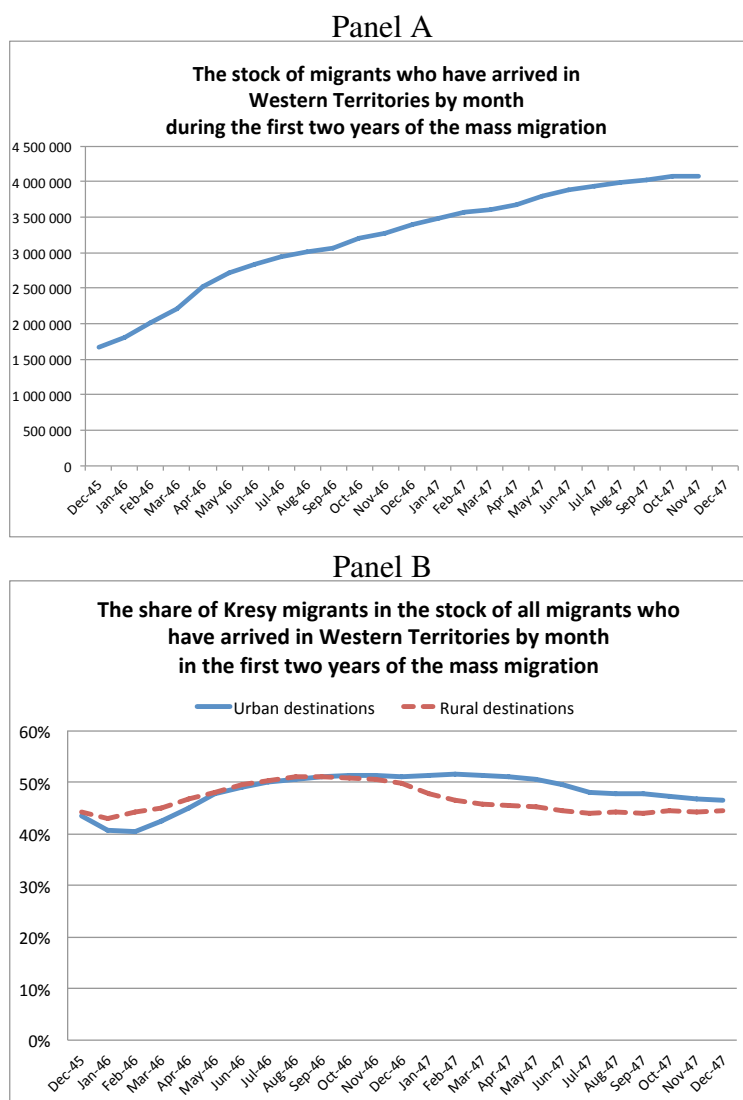 Panel A
The stock of migrants who have arrived in
Western Territories by month
during the first two years of the mass migration
4 500 000
4 000 000
3 500 000
3 000 000
2 500 000
2 000 000
1 500 000
1 000 000
500 000
0
Dec-45 Jan-46 Feb-46 Mar-46 Apr-46 May-46 Jun-46 Jul-46 Aug-46 Sep-46 Oct-46 Nov-46 Dec-46 Jan-47 Feb-47 Mar-47 Apr-47 May-47 Jun-47 Jul-47 Aug-47 Sep-47 Oct-47 Nov-47 Dec-47
Panel B
The share of Kresy migrants in the stock of all migrants who
have arrived in Western Territories by month
in the first two years of the mass migration
Urban destinations Rural destinations
60%
50%
40%
30%
20%
10%
0%
Dec-45 Jan-46 Feb-46 Mar-46 Apr-46 May-46 Jun-46 Jul-46 Aug-46 Sep-46 Oct-46 Nov-46 Dec-46 Jan-47 Feb-47 Mar-47 Apr-47 May-47 Jun-47 Jul-47 Aug-47 Sep-47 Oct-47 Nov-47 Dec-47